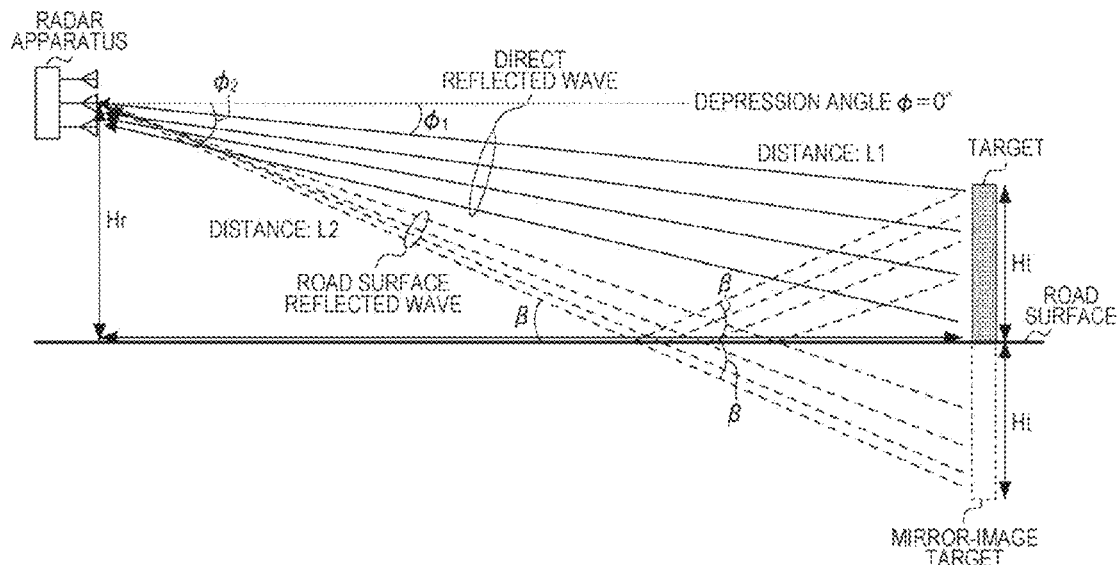 RADAR
APPARATUS
ϕ2
DIRECT
REFLECTED WAVE
DEPRESSION ANGLE ϕ = 0°
ϕ1
DISTANCE: L1
TARGET
Hr
DISTANCE: L2
ROAD SURFACE
REFLECTED WAVE
β
β
Ht
ROAD
SURFACE
β
Ht
MIRROR-IMAGE
TARGET